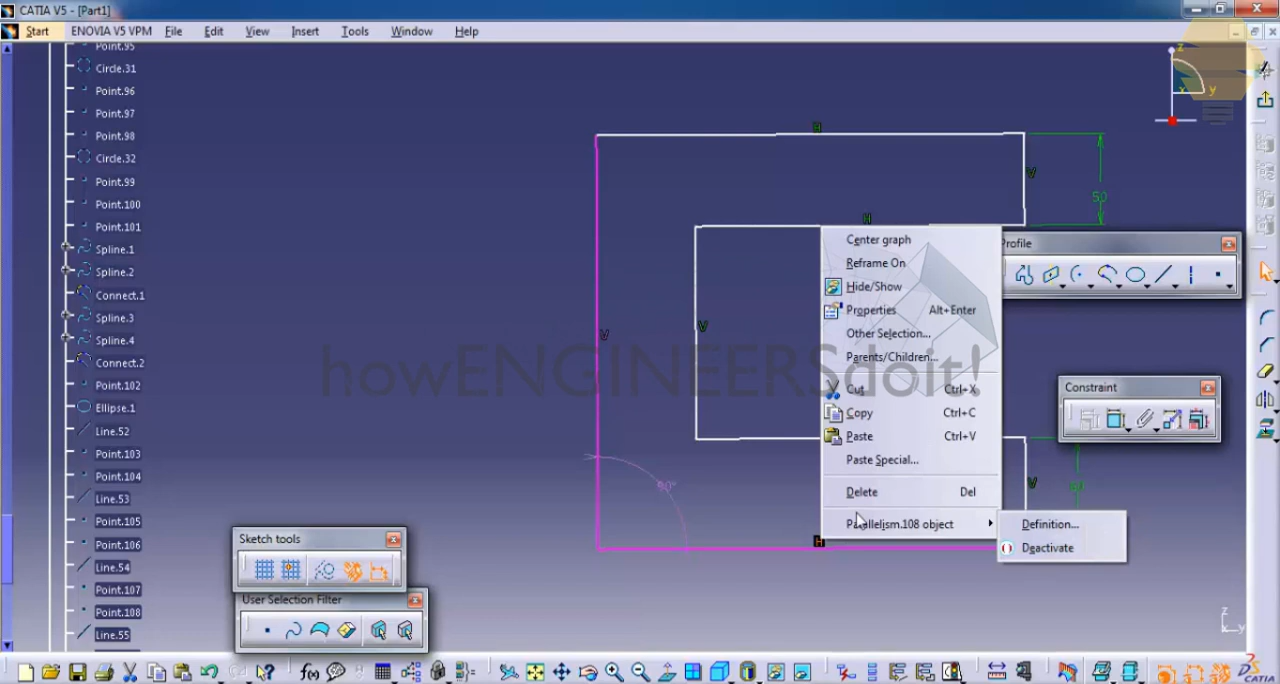 CATIA V5 - [Part1]
Start ENOVIA V5 VPM File Edit View Insert Tools Window Help
Point.95
Circle.31
Point.96
Point.97
Point.98
Circle.32
Point.99
Point.100
Point.101
Spline.1
Spline.2
Connect.1
Spline.3
Spline.4
Connect.2
Point.102
Ellipse.1
Line.52
Point.103
Point.104
Line.53
Point.105
Point.106
Line.54
Point.107
Point.108
Line.55
Sketch tools
User Selection Filter
H
V
50
H
V
V
90°
H
V
Center graph
Reframe On
Hide/Show
Properties Alt+Enter
Other Selection...
Parents/Children...
Cut Ctrl+X
Copy Ctrl+C
Paste Ctrl+V
Paste Special...
Delete Del
Parallelism.108 object
Definition...
Deactivate
Profile
Constraint
howENGINEERSdoit!
z
x y
z
x y
f(x)
CATIA